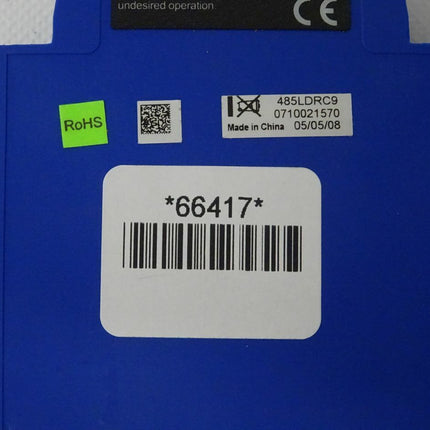 undesired operation
CE
RoHS
485LDRC9
0710021570
Made in China 05/05/08
*66417*